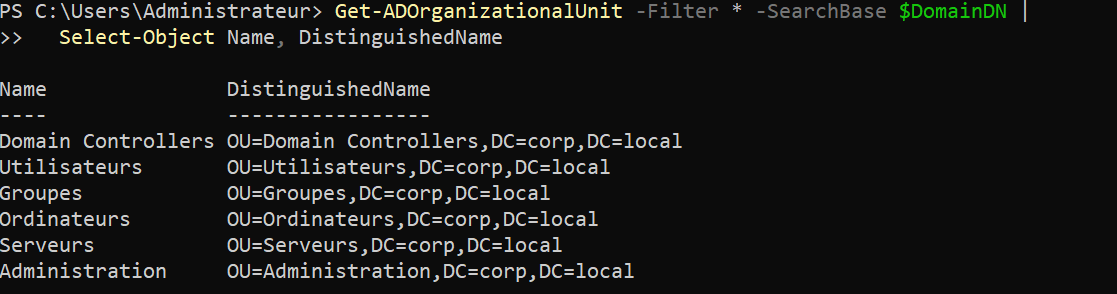 PS C:\Users\Administrateur> Get-ADOrganizationalUnit -Filter * -SearchBase $DomainDN |
>>   Select-Object Name, DistinguishedName
Name               DistinguishedName
----               -----------------
Domain Controllers OU=Domain Controllers,DC=corp,DC=local
Utilisateurs       OU=Utilisateurs,DC=corp,DC=local
Groupes            OU=Groupes,DC=corp,DC=local
Ordinateurs        OU=Ordinateurs,DC=corp,DC=local
Serveurs           OU=Serveurs,DC=corp,DC=local
Administration     OU=Administration,DC=corp,DC=local